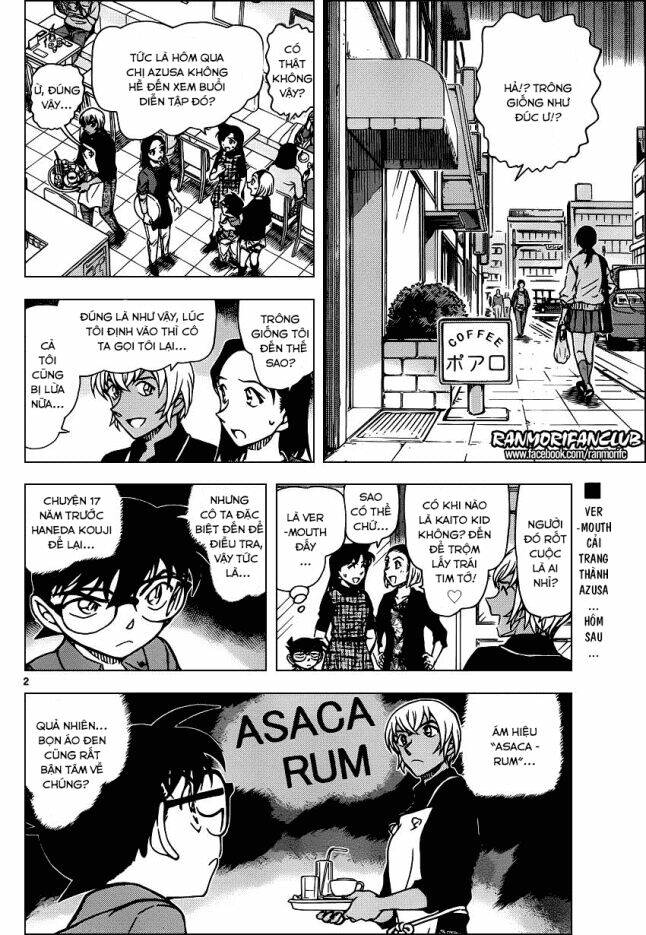 HẢ!? TRÔNG
GIỐNG NHƯ
ĐÚC Ư!?
COFFEE
ポアロ
RANMORIFANCLUB
www.facebook.com/ranmorifc
CÓ
THẬT
KHÔNG
VẬY?
TỨC LÀ HÔM QUA
CHỊ AZUSA KHÔNG
HỀ ĐẾN XEM BUỔI
DIỄN TẬP ĐÓ?
Ừ, ĐÚNG
VẬY...
TRÔNG
GIỐNG TÔI
ĐẾN THẾ
SAO?
ĐÚNG LÀ NHƯ VẬY, LÚC
TÔI ĐỊNH VÀO THÌ CÔ
TA GỌI TÔI LẠI...
CẢ
TÔI
CŨNG
BỊ LỪA
NỮA...
VER
-MOUTH
CẢI
TRANG
THÀNH
AZUSA
...
HÔM
SAU
...
NGƯỜI
ĐÓ RỐT
CUỘC
LÀ AI
NHỈ?
CÓ KHI NÀO
LÀ KAITO KID
KHÔNG? ĐẾN
ĐỂ TRỘM
LẤY TRÁI
TIM TỚ!
♡
SAO
CÓ THỂ
CHỨ...
LÀ VER
-MOUTH
ĐẤY
...
NHƯNG
CÔ TA ĐẶC
BIỆT ĐẾN ĐỂ
ĐIỀU TRA,
VẬY TỨC
LÀ...
CHUYỆN 17
NĂM TRƯỚC
HANEDA KOUJI
ĐỂ LẠI...
2
ÁM HIỆU
"ASACA -
RUM"...
ASACA
RUM
QUẢ NHIÊN...
BỌN ÁO ĐEN
CŨNG RẤT
BẬN TÂM VỀ
CHÚNG?